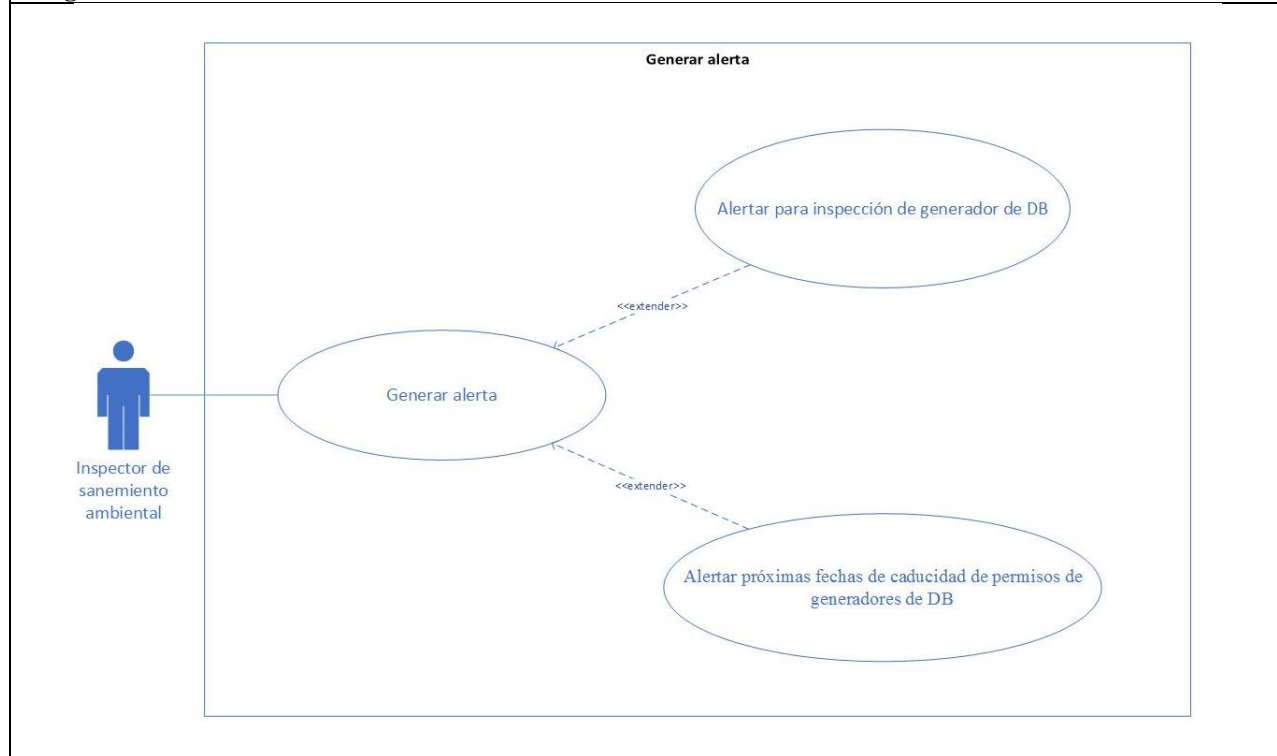 Generar alerta
Alertar para inspección de generador de DB
<<extender>>
Generar alerta
Inspector de
sanemiento
ambiental
<<extender>>
Alertar próximas fechas de caducidad de permisos de
generadores de DB